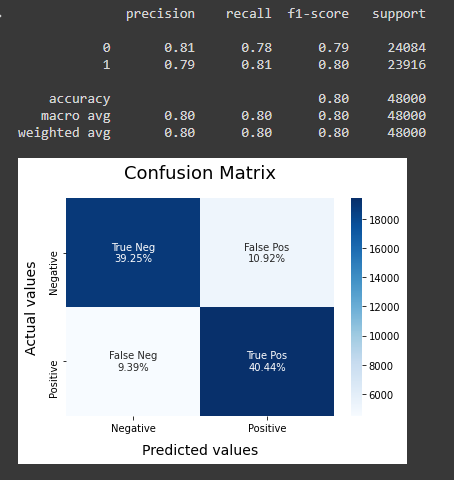 precision recall f1-score support
0 0.81 0.78 0.79 24084
1 0.79 0.81 0.80 23916
accuracy 0.80 48000
macro avg 0.80 0.80 0.80 48000
weighted avg 0.80 0.80 0.80 48000
Confusion Matrix
Actual values
Negative
Positive
True Neg
39.25%
False Pos
10.92%
False Neg
9.39%
True Pos
40.44%
18000
16000
14000
12000
10000
8000
6000
Negative Positive
Predicted values